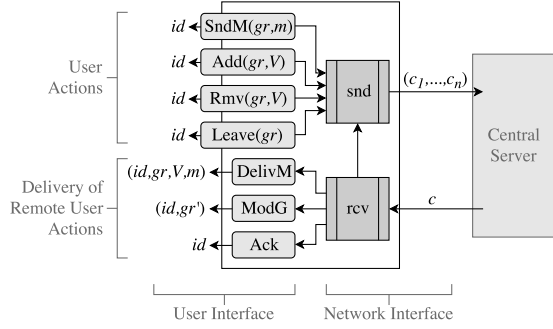 id SndM(gr,m)
id Add(gr,V)
id Rmv(gr,V)
id Leave(gr)
User
Actions
snd
(c1,...,cn)
Central
Server
(id,gr,V,m) DelivM
(id,gr') ModG
id Ack
Delivery of
Remote User
Actions
rcv
c
User Interface
Network Interface